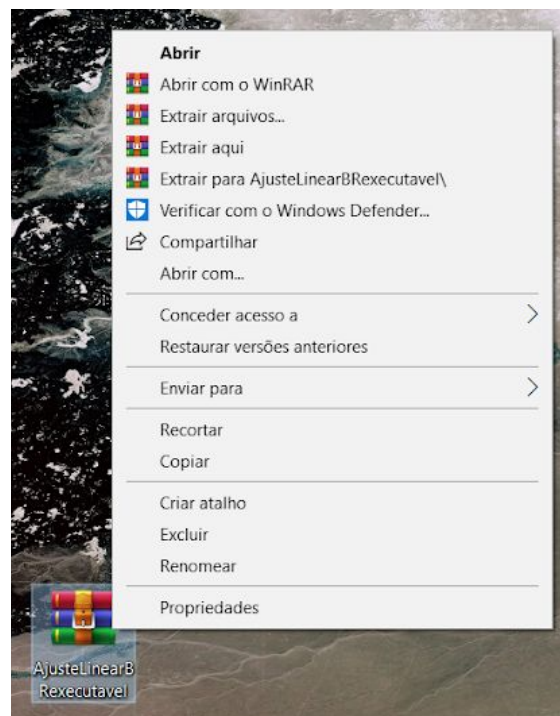 Abrir
Abrir com o WinRAR
Extrair arquivos...
Extrair aqui
Extrair para AjusteLinearBRexecutavel\
Verificar com o Windows Defender...
Compartilhar
Abrir com...
Conceder acesso a
Restaurar versões anteriores
Enviar para
Recortar
Copiar
Criar atalho
Excluir
Renomear
Propriedades
AjusteLinearB
Rexecutavel